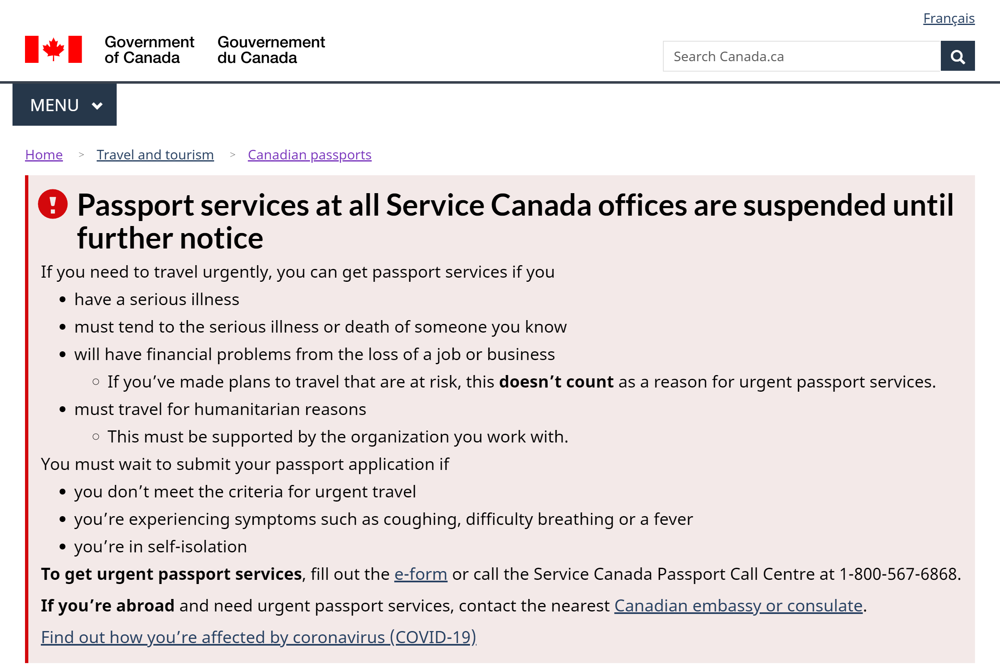 Français
Government
of Canada
Gouvernement
du Canada
Search Canada.ca
MENU
Home > Travel and tourism > Canadian passports
Passport services at all Service Canada offices are suspended until
further notice
If you need to travel urgently, you can get passport services if you
have a serious illness
must tend to the serious illness or death of someone you know
will have financial problems from the loss of a job or business
If you’ve made plans to travel that are at risk, this doesn’t count as a reason for urgent passport services.
must travel for humanitarian reasons
This must be supported by the organization you work with.
You must wait to submit your passport application if
you don’t meet the criteria for urgent travel
you’re experiencing symptoms such as coughing, difficulty breathing or a fever
you’re in self-isolation
To get urgent passport services, fill out the e-form or call the Service Canada Passport Call Centre at 1-800-567-6868.
If you’re abroad and need urgent passport services, contact the nearest Canadian embassy or consulate.
Find out how you’re affected by coronavirus (COVID-19)